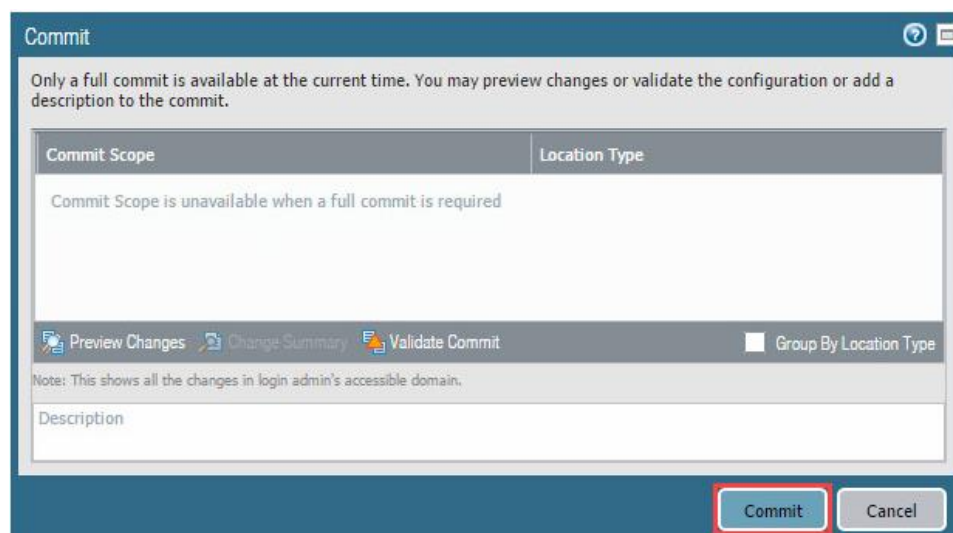 Commit
Only a full commit is available at the current time. You may preview changes or validate the configuration or add a
description to the commit.
Commit Scope Location Type
Commit Scope is unavailable when a full commit is required
Preview Changes Change Summary Validate Commit Group By Location Type
Note: This shows all the changes in login admin's accessible domain.
Description
Commit Cancel